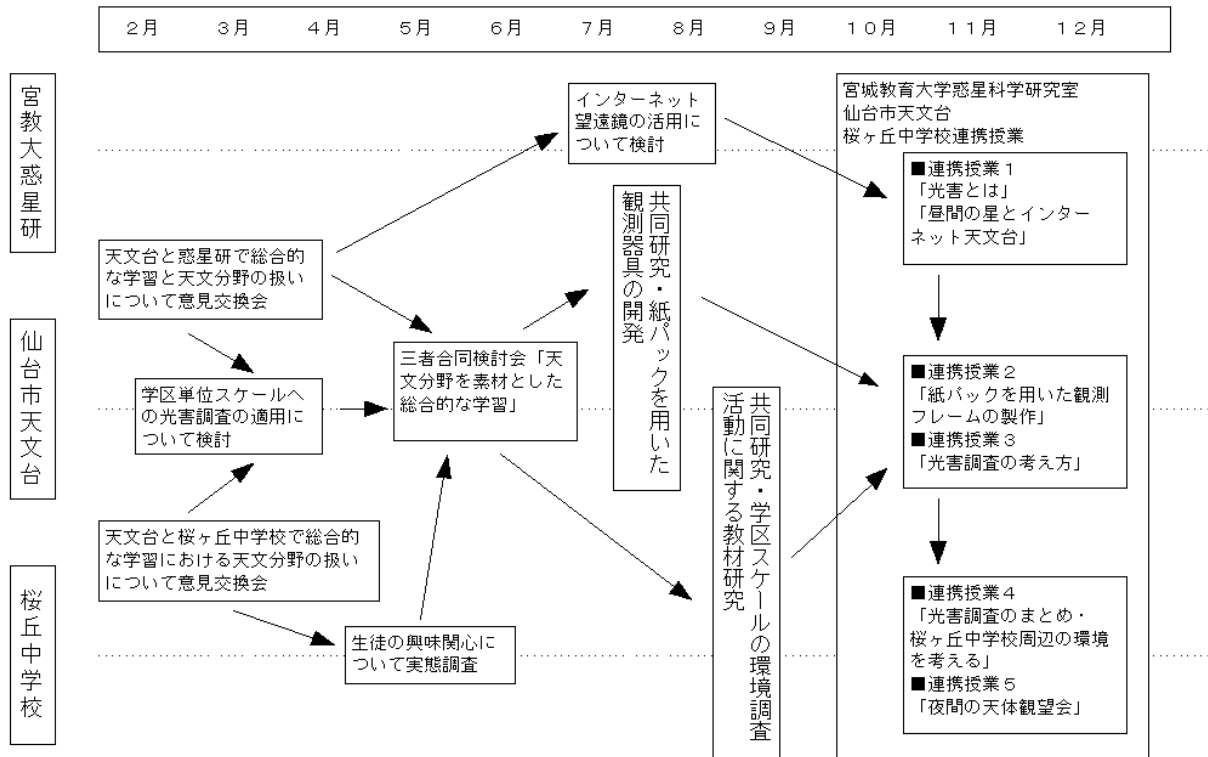 ２月　３月　４月　５月　６月　７月　８月　９月　１０月　１１月　１２月
宮教大惑星研
仙台市天文台
桜丘中学校
天文台と惑星研で総合的
な学習と天文分野の扱い
について意見交換会
学区単位スケールへ
の光害調査の適用に
ついて検討
天文台と桜ヶ丘中学校で総合的
な学習における天文分野の扱い
について意見交換会
生徒の興味関心に
ついて実態調査
三者合同検討会「天
文分野を素材とした
総合的な学習」
インターネット
望遠鏡の活用に
ついて検討
共同研究・紙パックを用いた
観測器具の開発
共同研究・学区スケールの環境調査
活動に関する教材研究
宮城教育大学惑星科学研究室
仙台市天文台
桜ヶ丘中学校連携授業
■連携授業１
「光害とは」
「昼間の星とインター
ネット天文台」
■連携授業２
「紙パックを用いた観測
フレームの製作」
■連携授業３
「光害調査の考え方」
■連携授業４
「光害調査のまとめ・
桜ヶ丘中学校周辺の環境
を考える」
■連携授業５
「夜間の天体観望会」